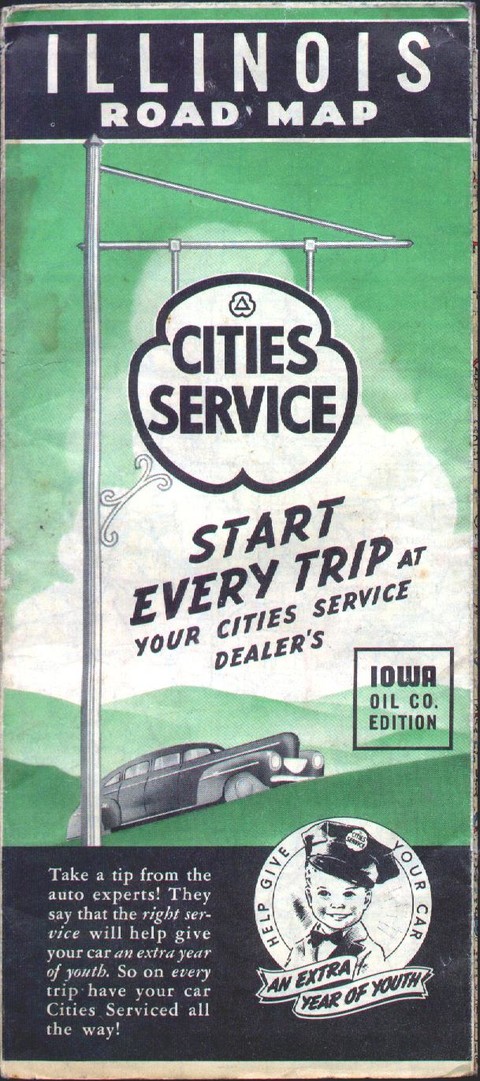 ILLINOIS
ROAD MAP
CITIES
SERVICE
START
EVERY TRIP AT
YOUR CITIES SERVICE
DEALER'S
IOWA
OIL CO.
EDITION
Take a tip from the
auto experts! They
say that the right ser-
vice will help give
your car an extra year
of youth. So on every
trip have your car
Cities Serviced all
the way!
CITIES
SERVICE
HELP GIVE YOUR CAR
AN EXTRA
YEAR OF YOUTH